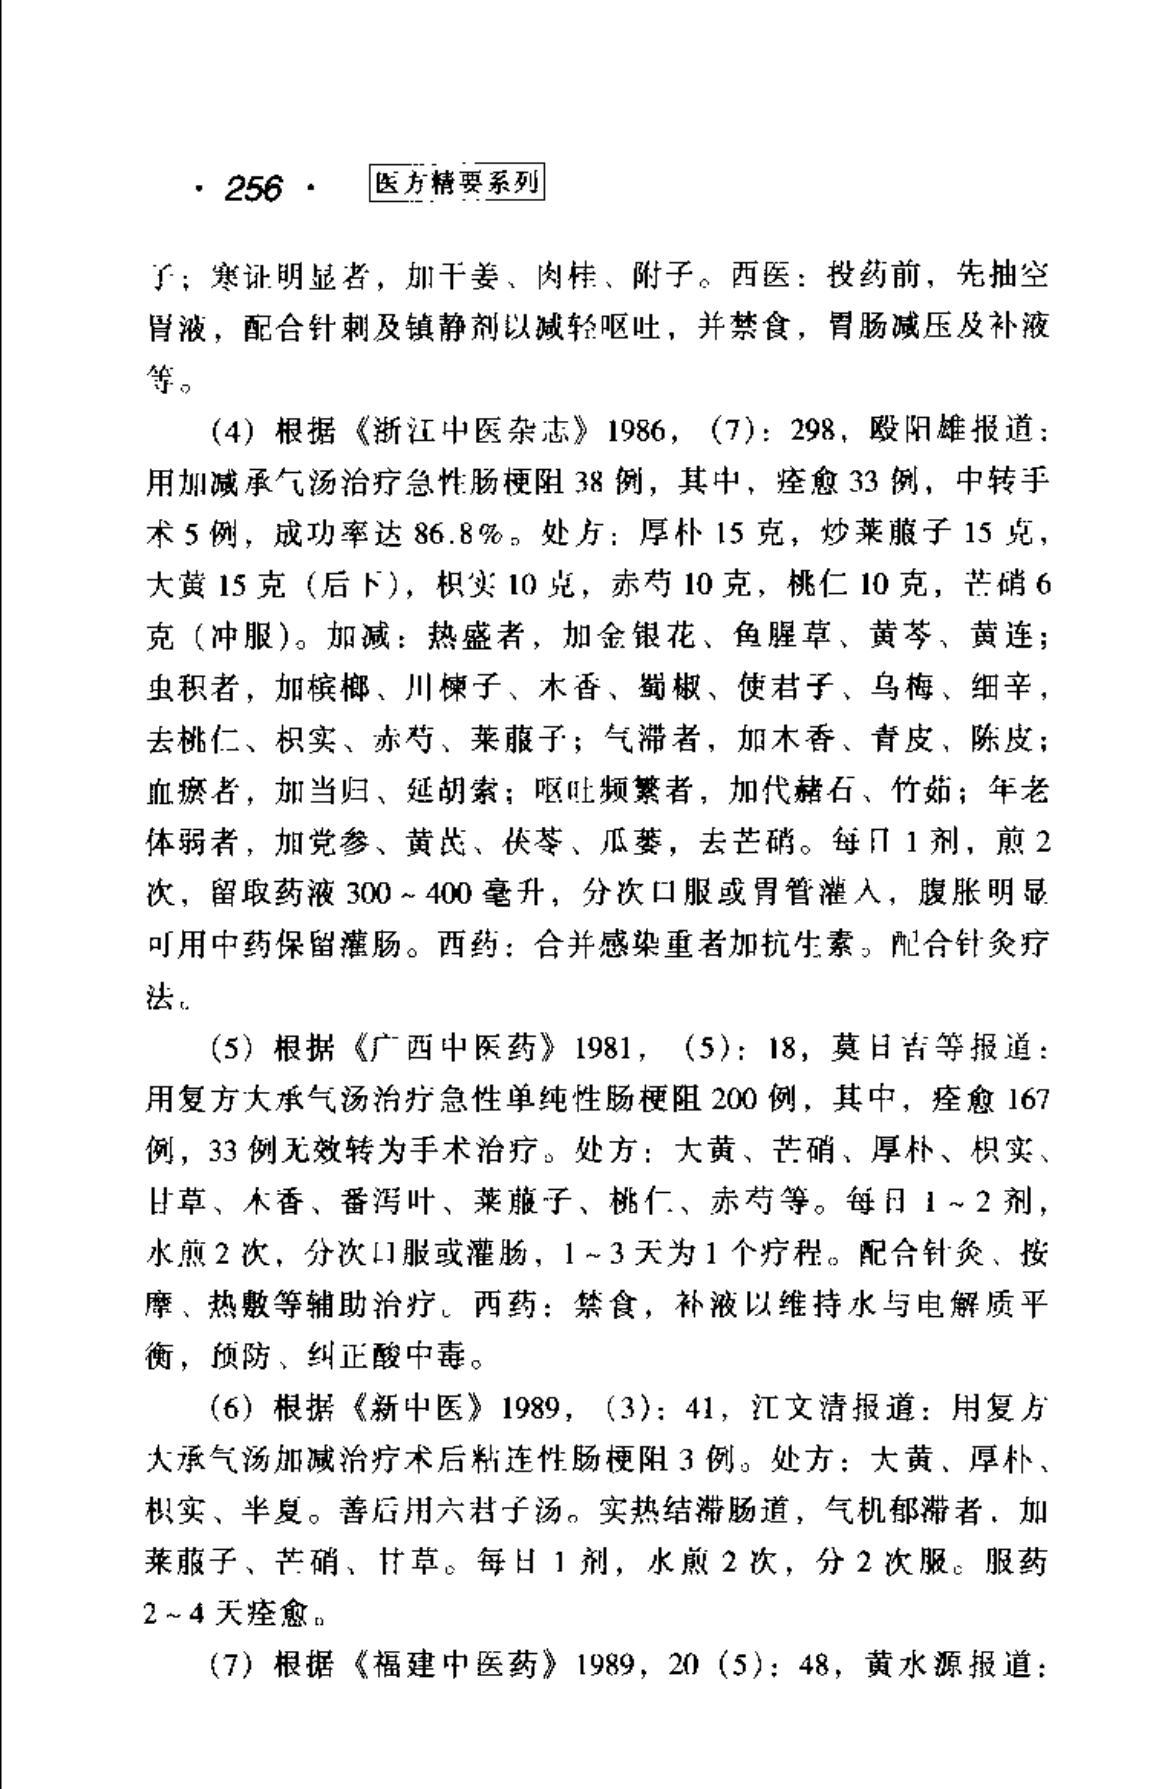 · 256 · 医方精要系列
子；寒证明显者，加干姜、肉桂、附子。西医：投药前，先抽空
胃液，配合针刺及镇静剂以减轻呕吐，并禁食，胃肠减压及补液
等。
(4) 根据《浙江中医杂志》1986，(7)：298，殴阳雄报道：
用加减承气汤治疗急性肠梗阻 38 例，其中，痊愈 33 例，中转手
术 5 例，成功率达 86.8%。处方：厚朴 15 克，炒莱菔子 15 克，
大黄 15 克（后下），枳实 10 克，赤芍 10 克，桃仁 10 克，芒硝 6
克（冲服）。加减：热盛者，加金银花、鱼腥草、黄芩、黄连；
虫积者，加槟榔、川楝子、木香、蜀椒、使君子、乌梅、细辛，
去桃仁、枳实、赤芍、莱菔子；气滞者，加木香、青皮、陈皮；
血瘀者，加当归、延胡索；呕吐频繁者，加代赭石、竹茹；年老
体弱者，加党参、黄芪、茯苓、瓜蒌，去芒硝。每日 1 剂，煎 2
次，留取药液 300～400 毫升，分次口服或胃管灌入，腹胀明显
可用中药保留灌肠。西药：合并感染重者加抗生素。配合针灸疗
法。
(5) 根据《广西中医药》1981，(5)：18，莫日吉等报道：
用复方大承气汤治疗急性单纯性肠梗阻 200 例，其中，痊愈 167
例，33 例无效转为手术治疗。处方：大黄、芒硝、厚朴、枳实、
甘草、木香、番泻叶、莱菔子、桃仁、赤芍等。每日 1～2 剂，
水煎 2 次，分次口服或灌肠，1～3 天为 1 个疗程。配合针灸、按
摩、热敷等辅助治疗。西药：禁食，补液以维持水与电解质平
衡，预防、纠正酸中毒。
(6) 根据《新中医》1989，(3)：41，江文清报道：用复方
大承气汤加减治疗术后粘连性肠梗阻 3 例。处方：大黄、厚朴、
枳实、半夏。善后用六君子汤。实热结滞肠道，气机郁滞者，加
莱菔子、芒硝、甘草。每日 1 剂，水煎 2 次，分 2 次服。服药
2～4 天痊愈。
(7) 根据《福建中医药》1989，20 (5)：48，黄水源报道：